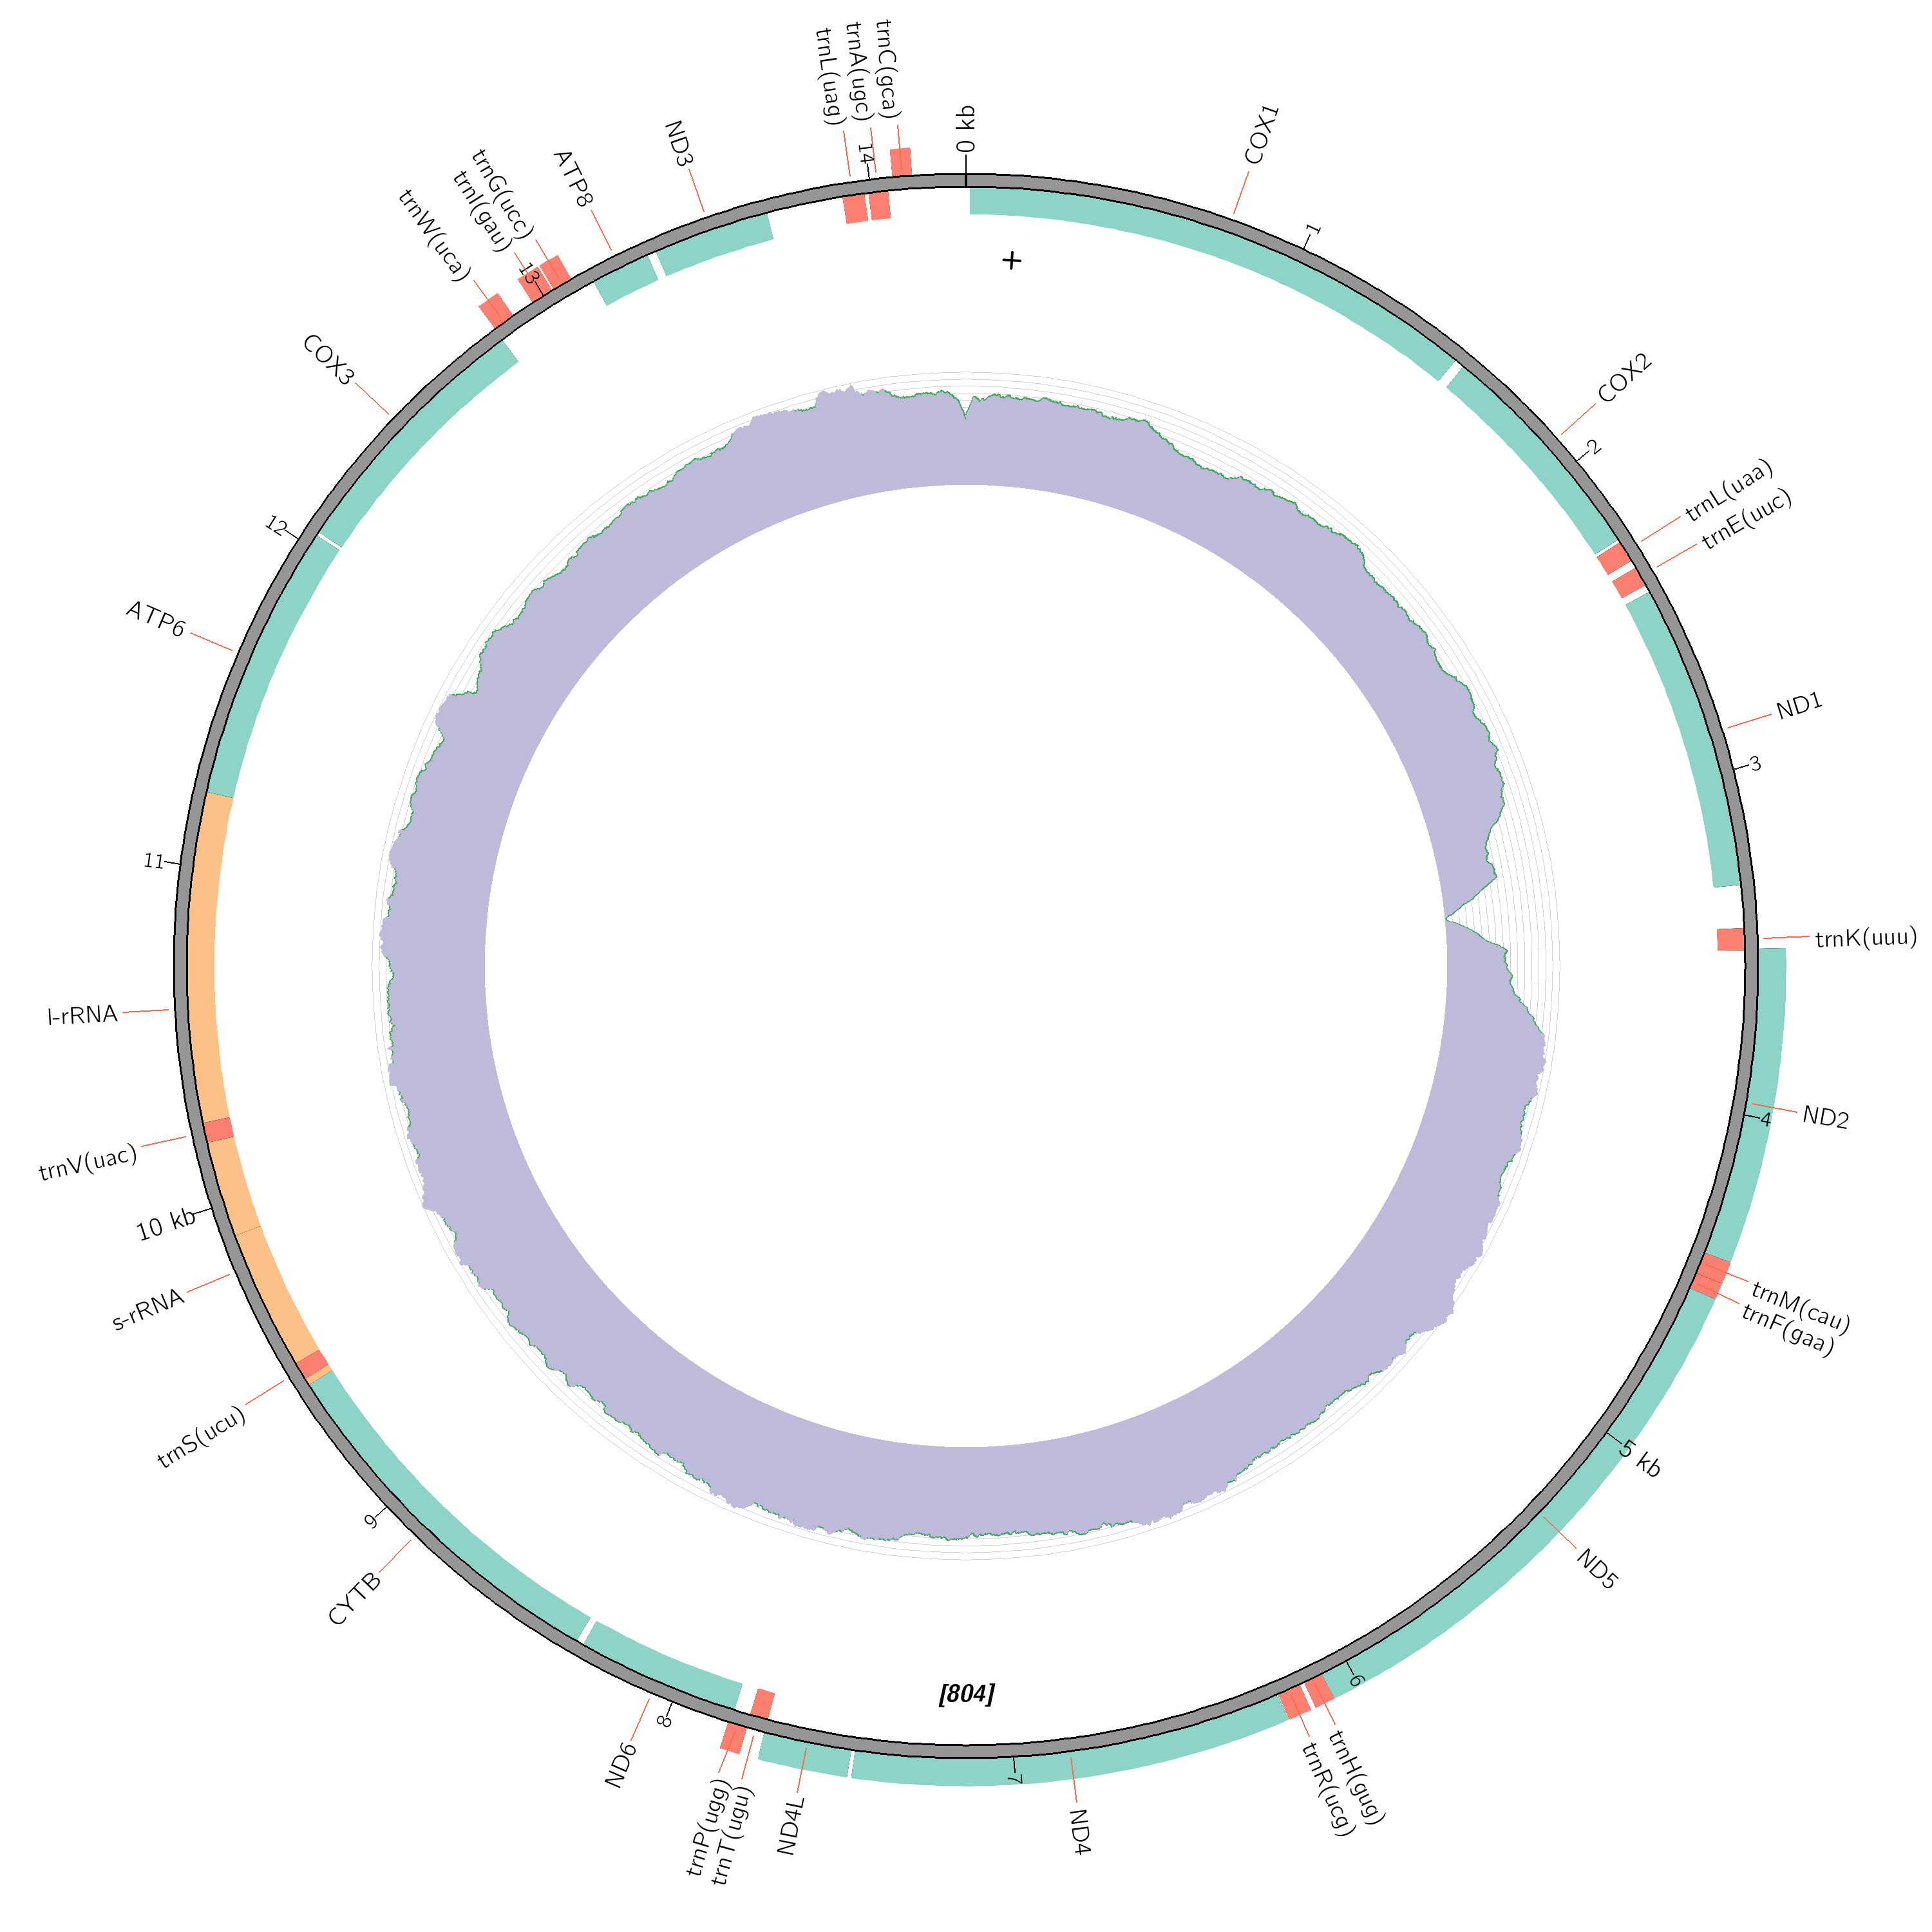 0 kb
COX1
1
COX2
2
trnL(uaa)
trnE(uuc)
ND1
3
trnK(uuu)
ND2
4
trnM(cau)
trnF(gaa)
5 kb
ND5
6
trnH(gug)
trnR(ucg)
ND4
7
ND4L
trnT(ugu)
trnP(ugg)
8
ND6
CYTB
9
trnS(ucu)
s-rRNA
10 kb
trnV(uac)
l-rRNA
11
ATP6
12
COX3
trnW(uca)
13
trnI(gau)
trnG(ucc)
ATP8
ND3
trnL(uag)
14
trnA(ugc)
trnC(gca)
+
[804]